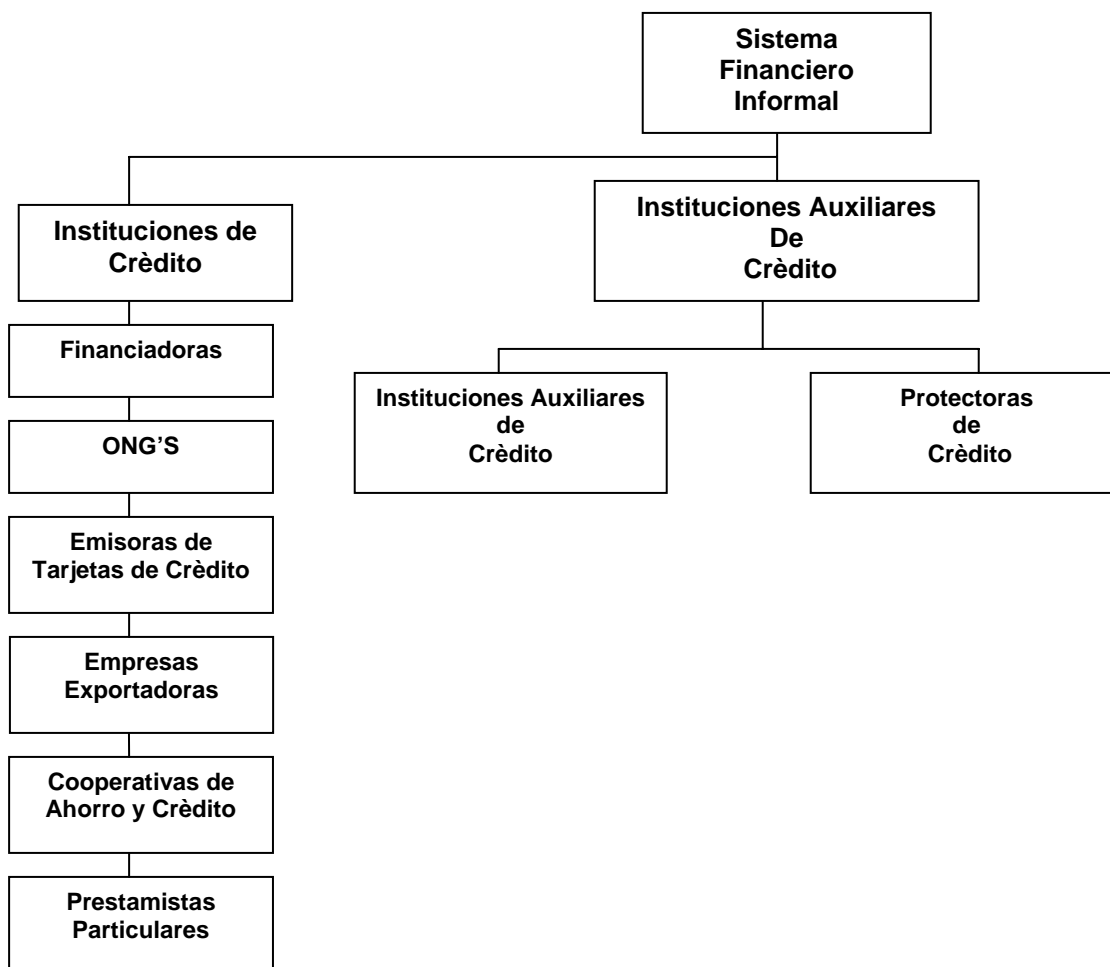 Sistema
Financiero
Informal
Instituciones de
Crèdito
Instituciones Auxiliares
De
Crèdito
Financiadoras
ONG’S
Emisoras de
Tarjetas de Crèdito
Empresas
Exportadoras
Cooperativas de
Ahorro y Crèdito
Prestamistas
Particulares
Instituciones Auxiliares
de
Crèdito
Protectoras
de
Crèdito